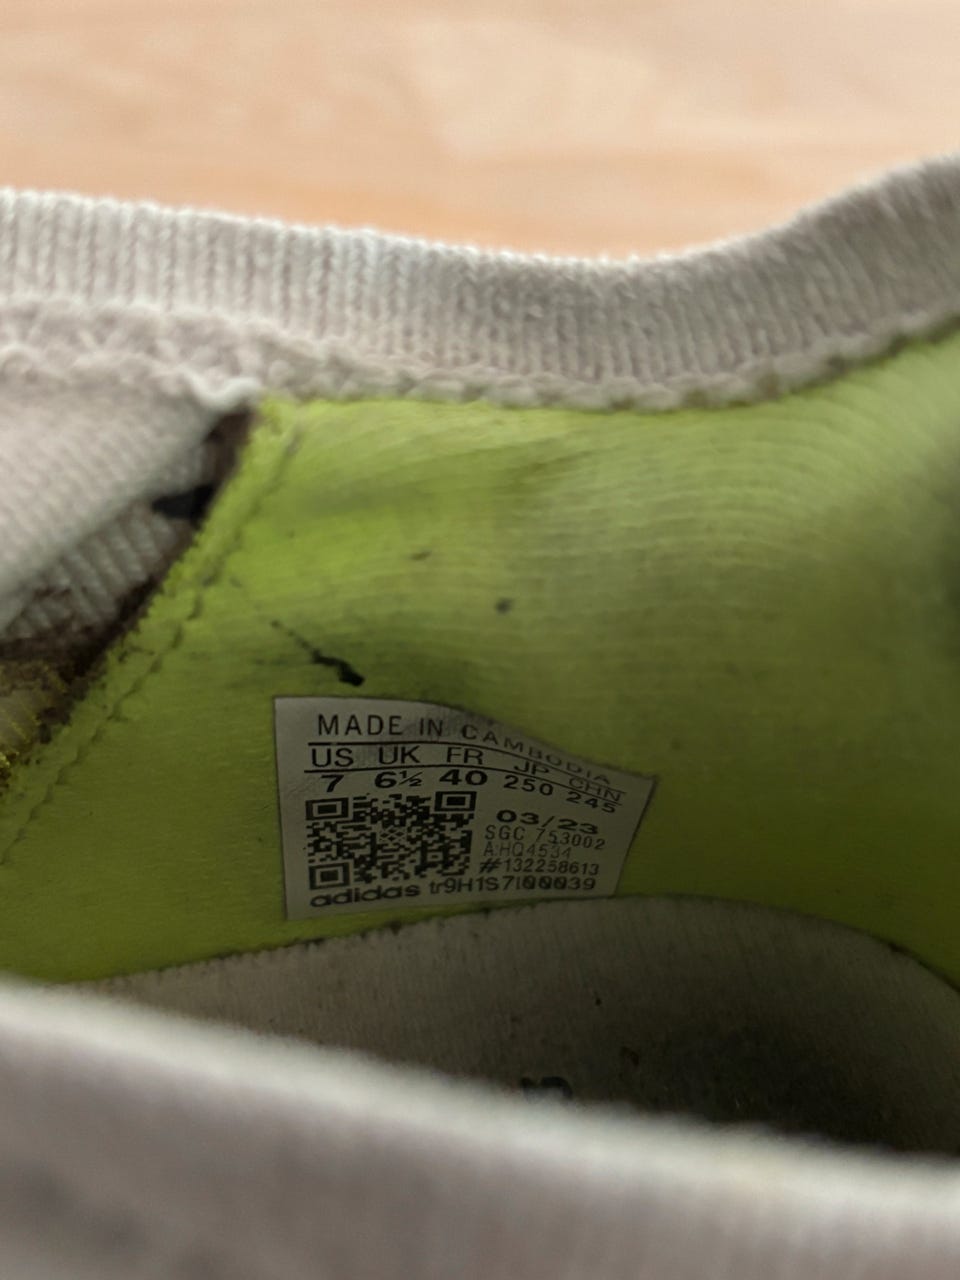 MADE IN CAMBODIA
US UK FR JP CHN
7 6½ 40 250 245
03/23
SGC 753002
A:HQ4534
#132258613
adidas tr9H1S7I00039